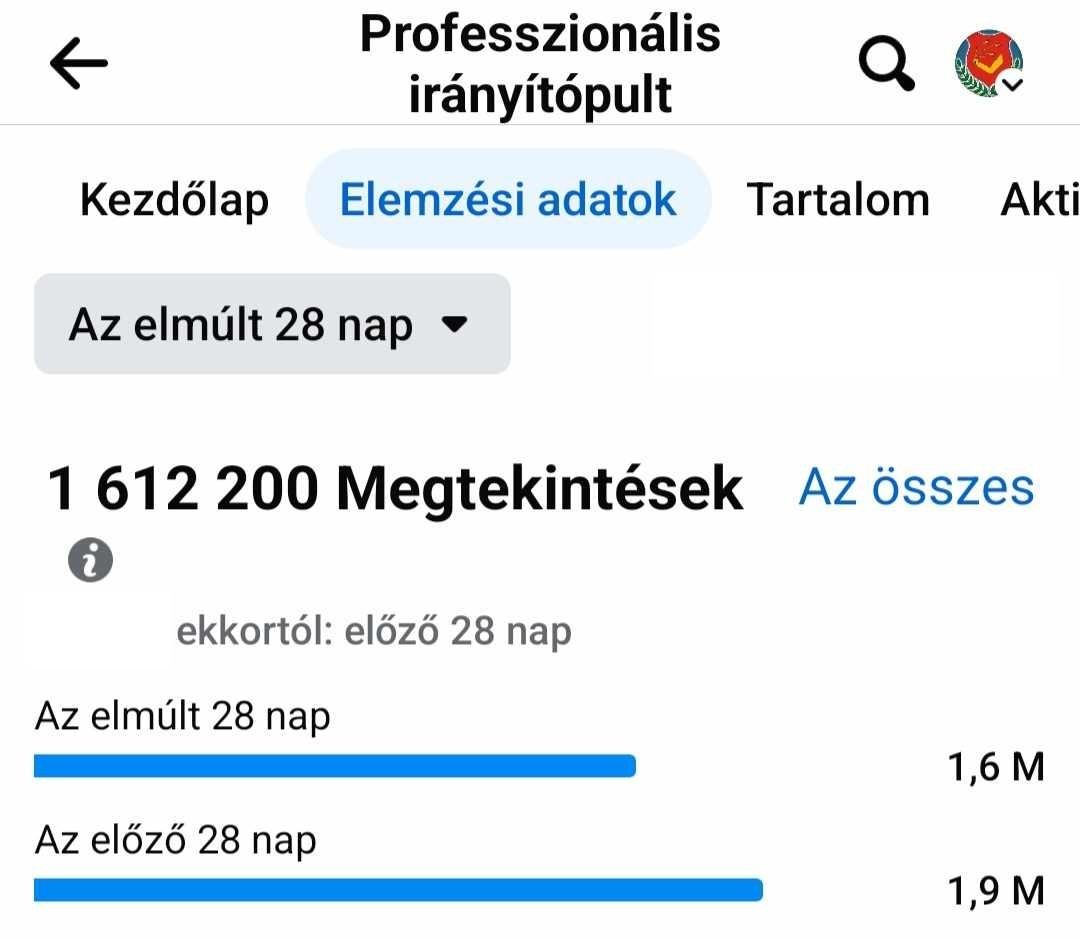 Professzionális
irányítópult
Kezdőlap Elemzési adatok Tartalom Akti
Az elmúlt 28 nap
1 612 200 Megtekintések Az összes
i
ekkortól: előző 28 nap
Az elmúlt 28 nap
1,6 M
Az előző 28 nap
1,9 M